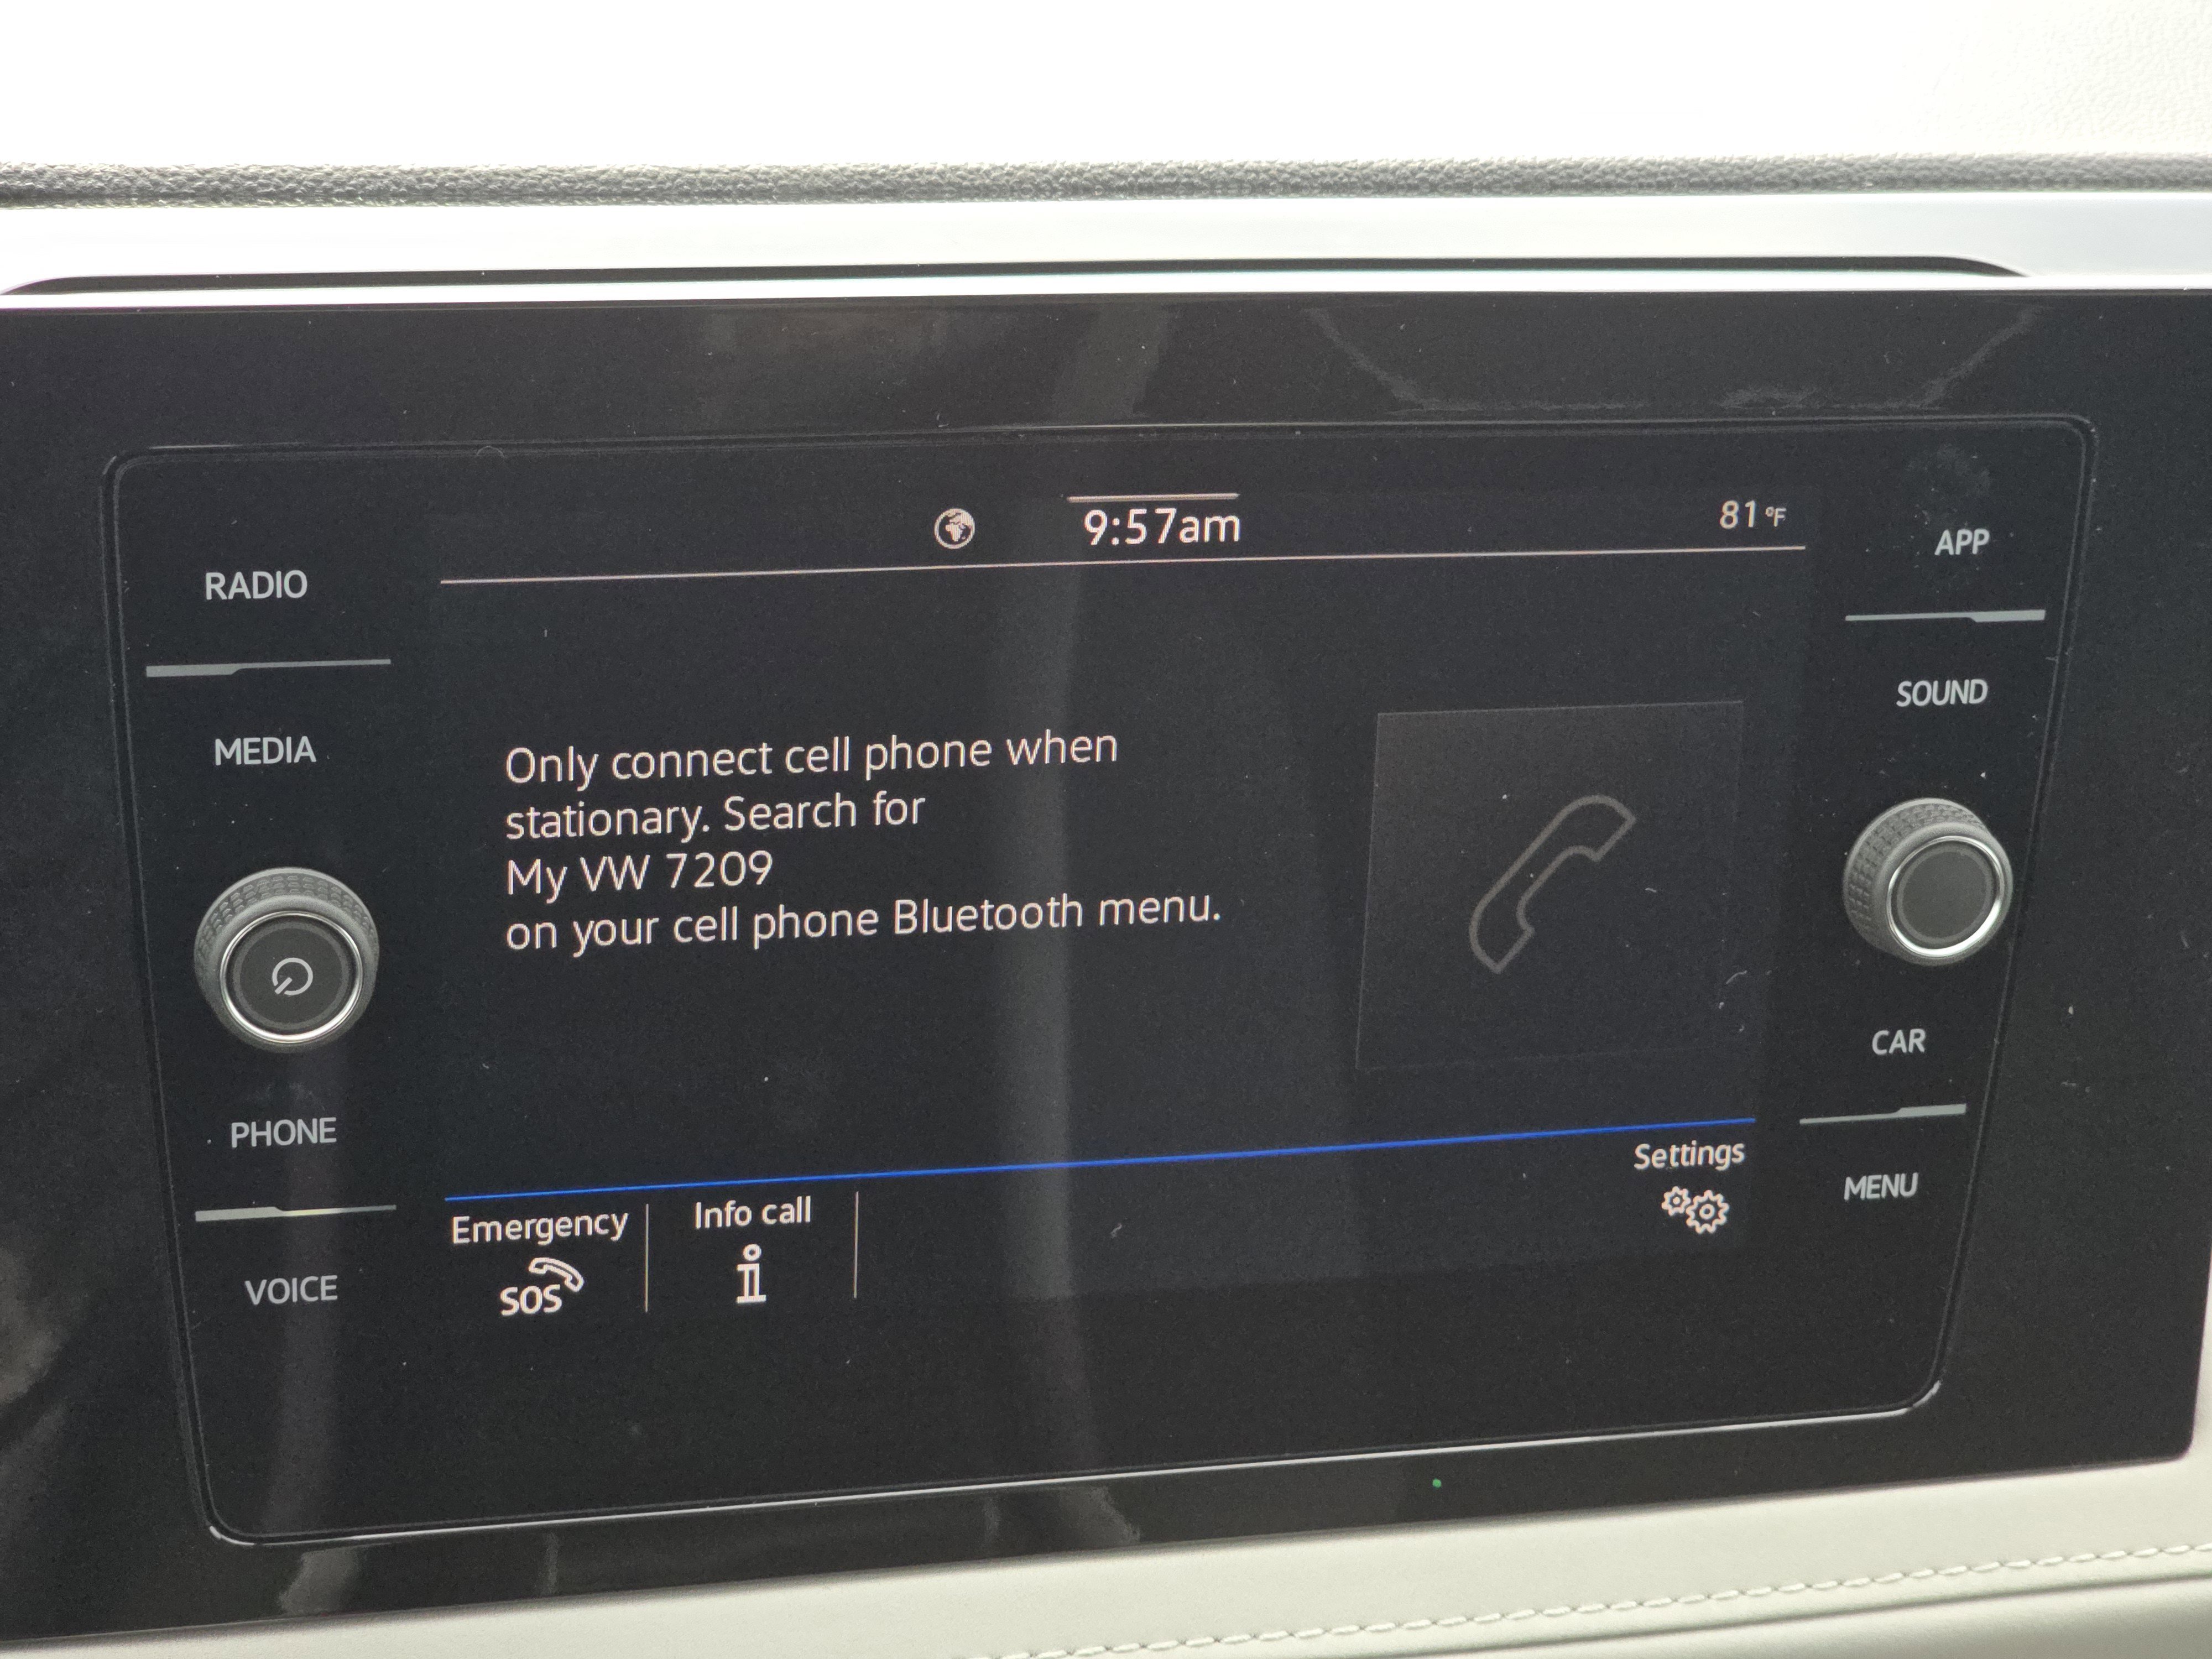 9:57am
81°F
RADIO
MEDIA
PHONE
VOICE
Only connect cell phone when
stationary. Search for
My VW 7209
on your cell phone Bluetooth menu.
Emergency
SOS
Info call
i
Settings
APP
SOUND
CAR
MENU